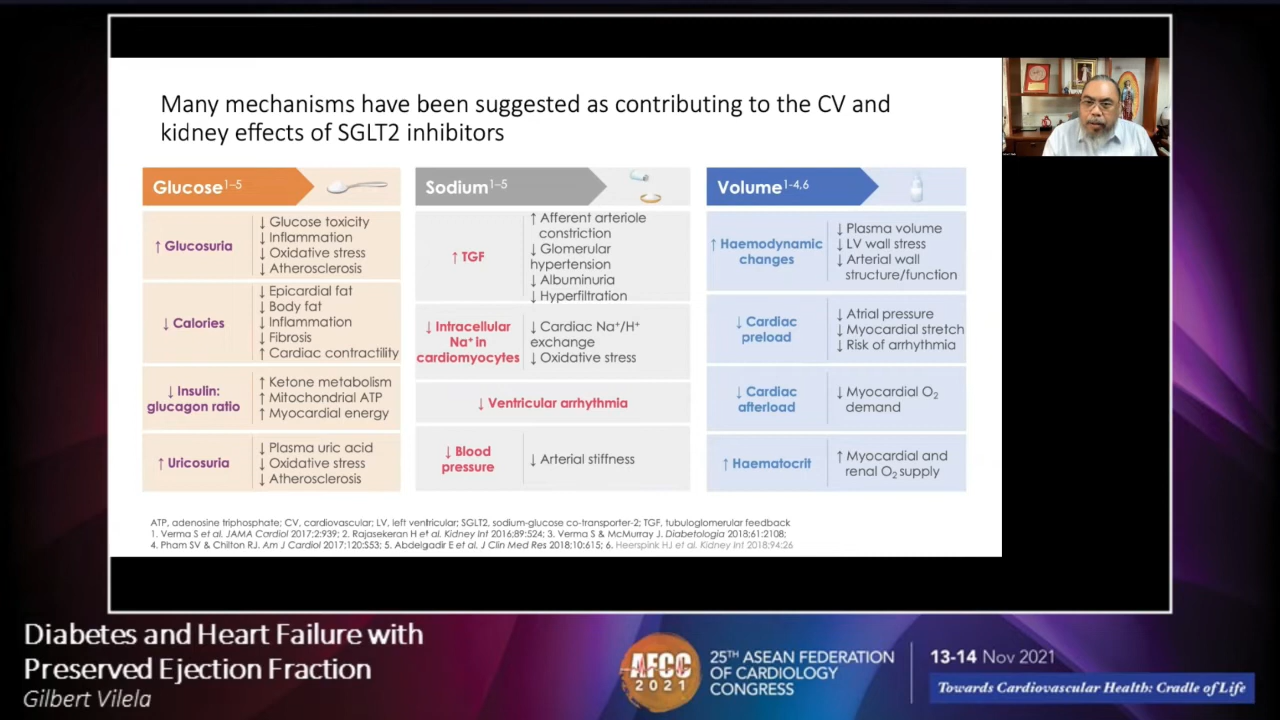 Many mechanisms have been suggested as contributing to the CV and
kidney effects of SGLT2 inhibitors
Glucose1–5
↑ Glucosuria
↓ Glucose toxicity
↓ Inflammation
↓ Oxidative stress
↓ Atherosclerosis
↓ Calories
↓ Epicardial fat
↓ Body fat
↓ Inflammation
↓ Fibrosis
↑ Cardiac contractility
↓ Insulin:
glucagon ratio
↑ Ketone metabolism
↑ Mitochondrial ATP
↑ Myocardial energy
↑ Uricosuria
↓ Plasma uric acid
↓ Oxidative stress
↓ Atherosclerosis
Sodium1–5
↑ TGF
↑ Afferent arteriole
constriction
↓ Glomerular
hypertension
↓ Albuminuria
↓ Hyperfiltration
↓ Intracellular
Na+ in
cardiomyocytes
↓ Cardiac Na+/H+
exchange
↓ Oxidative stress
↓ Ventricular arrhythmia
↓ Blood
pressure
↓ Arterial stiffness
Volume1-4,6
↑ Haemodynamic
changes
↓ Plasma volume
↓ LV wall stress
↓ Arterial wall
structure/function
↓ Cardiac
preload
↓ Atrial pressure
↓ Myocardial stretch
↓ Risk of arrhythmia
↓ Cardiac
afterload
↓ Myocardial O2
demand
↑ Haematocrit
↑ Myocardial and
renal O2 supply
ATP, adenosine triphosphate; CV, cardiovascular; LV, left ventricular; SGLT2, sodium-glucose co-transporter-2; TGF, tubuloglomerular feedback
1. Verma S et al. JAMA Cardiol 2017;2:939; 2. Rajasekeran H et al. Kidney Int 2016;89:524; 3. Verma S & McMurray J. Diabetologia 2018;61:2108;
4. Pham SV & Chilton RJ. Am J Cardiol 2017;120:S53; 5. Abdelgadir E et al. J Clin Med Res 2018;10:615; 6. Heerspink HJ et al. Kidney Int 2018;94:26
Diabetes and Heart Failure with
Preserved Ejection Fraction
Gilbert Vilela
AFCC
2021
25TH ASEAN FEDERATION
OF CARDIOLOGY
CONGRESS
13-14 Nov 2021
Towards Cardiovascular Health: Cradle of Life